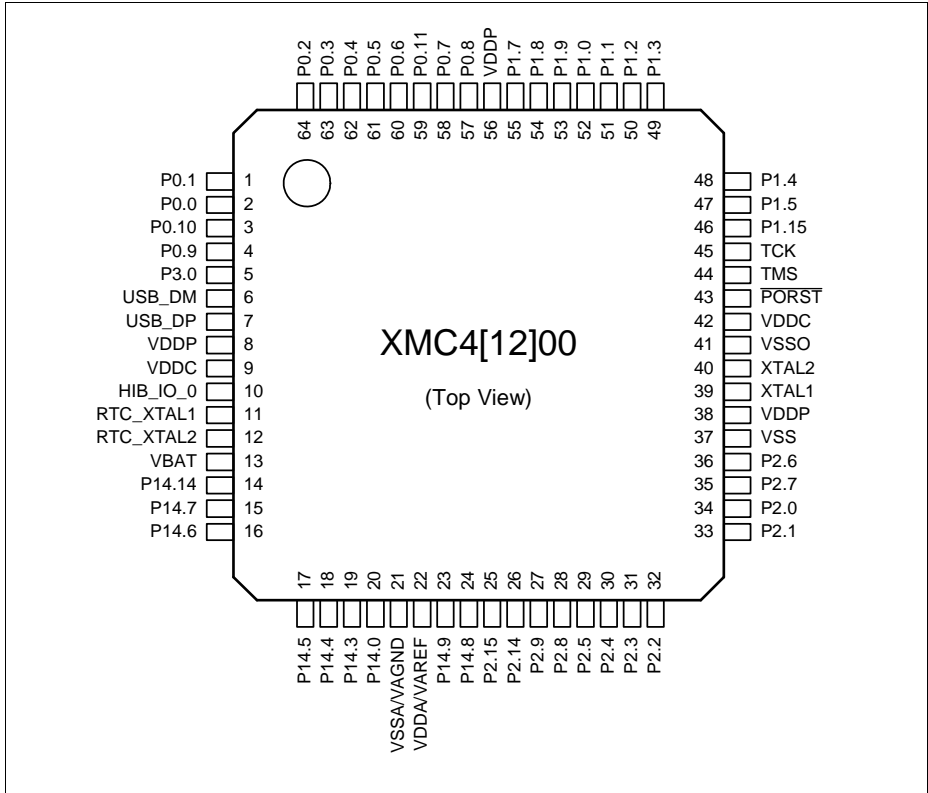 P0.2 P0.3 P0.4 P0.5 P0.6 P0.11 P0.7 P0.8 VDDP P1.7 P1.8 P1.9 P1.0 P1.1 P1.2 P1.3
64 63 62 61 60 59 58 57 56 55 54 53 52 51 50 49
P0.1 1 48 P1.4
P0.0 2 47 P1.5
P0.10 3 46 P1.15
P0.9 4 45 TCK
P3.0 5 44 TMS
USB_DM 6 43 PORST
USB_DP 7 42 VDDC
VDDP 8 41 VSSO
VDDC 9 40 XTAL2
HIB_IO_0 10 39 XTAL1
RTC_XTAL1 11 38 VDDP
RTC_XTAL2 12 37 VSS
VBAT 13 36 P2.6
P14.14 14 35 P2.7
P14.7 15 34 P2.0
P14.6 16 33 P2.1
XMC4[12]00
(Top View)
17 18 19 20 21 22 23 24 25 26 27 28 29 30 31 32
P14.5 P14.4 P14.3 P14.0 VSSA/VAGND VDDA/VAREF P14.9 P14.8 P2.15 P2.14 P2.9 P2.8 P2.5 P2.4 P2.3 P2.2